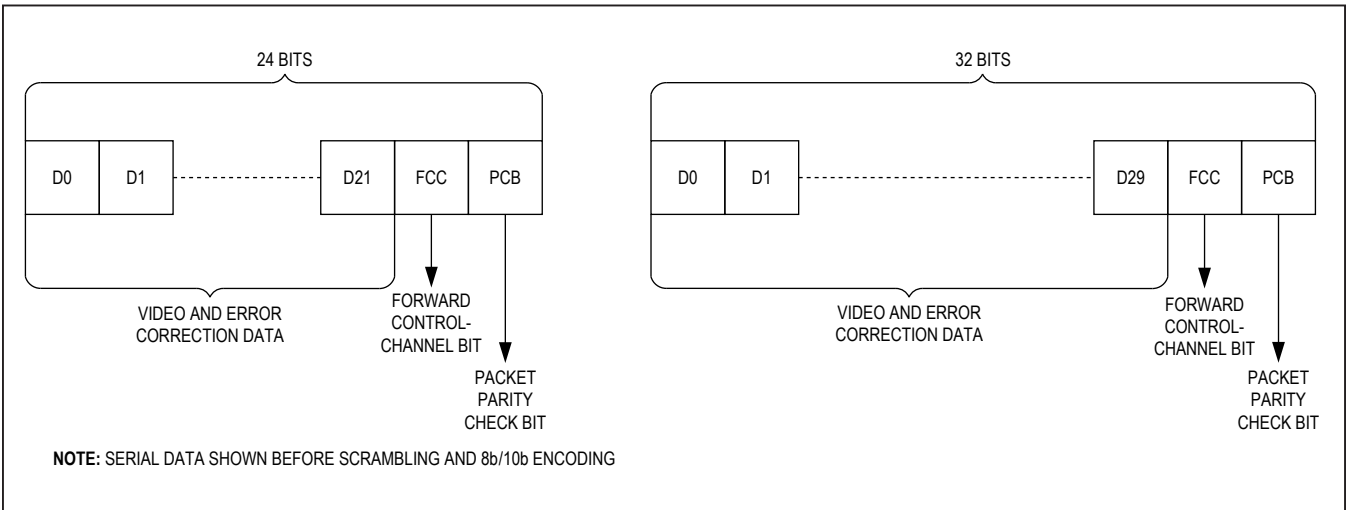 24 BITS
D0 D1 D21 FCC PCB
VIDEO AND ERROR
CORRECTION DATA
FORWARD
CONTROL-
CHANNEL BIT
PACKET
PARITY
CHECK BIT
32 BITS
D0 D1 D29 FCC PCB
VIDEO AND ERROR
CORRECTION DATA
FORWARD
CONTROL-
CHANNEL BIT
PACKET
PARITY
CHECK BIT
NOTE: SERIAL DATA SHOWN BEFORE SCRAMBLING AND 8b/10b ENCODING